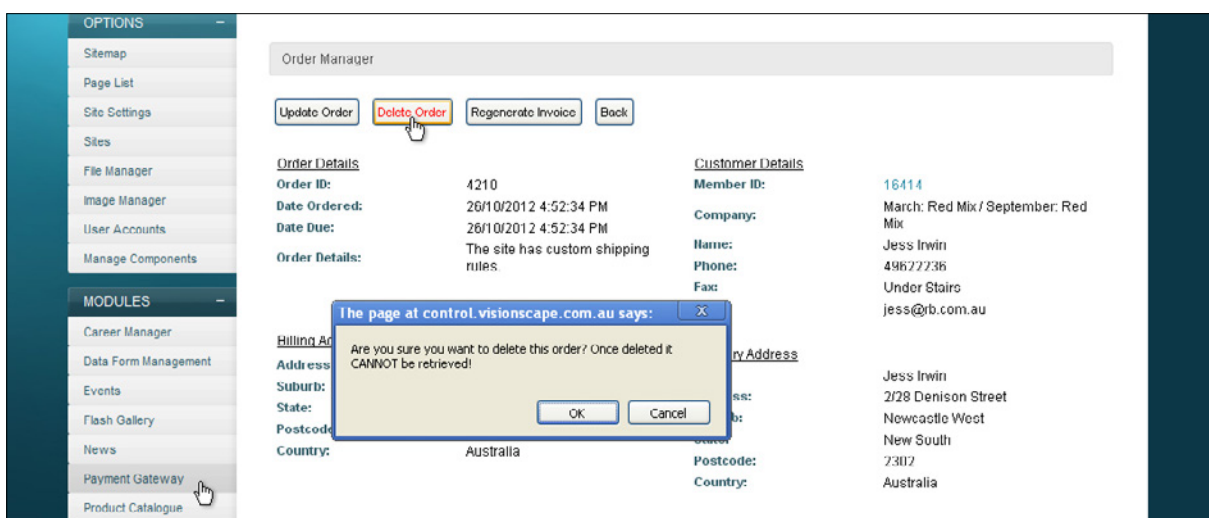 OPTIONS –
Sitemap
Page List
Site Settings
Sites
File Manager
Image Manager
User Accounts
Manage Components
MODULES –
Career Manager
Data Form Management
Events
Flash Gallery
News
Payment Gateway
Product Catalogue
Order Manager
Update Order Delete Order Regenerate Invoice Back
Order Details
Order ID: 4210
Date Ordered: 26/10/2012 4:52:34 PM
Date Due: 26/10/2012 4:52:34 PM
Order Details: The site has custom shipping
rules.
Customer Details
Member ID: 16414
Company: March: Red Mix / September: Red
Mix
Name: Jess Irwin
Phone: 49622236
Fax: Under Stairs
jess@rb.com.au
The page at control.visionscape.com.au says: X
Are you sure you want to delete this order? Once deleted it
CANNOT be retrieved!
OK Cancel
Billing
Address
Suburb:
State:
Country: Australia
Address
Jess Irwin
2/28 Denison Street
Newcastle West
New South
Postcode: 2302
Country: Australia